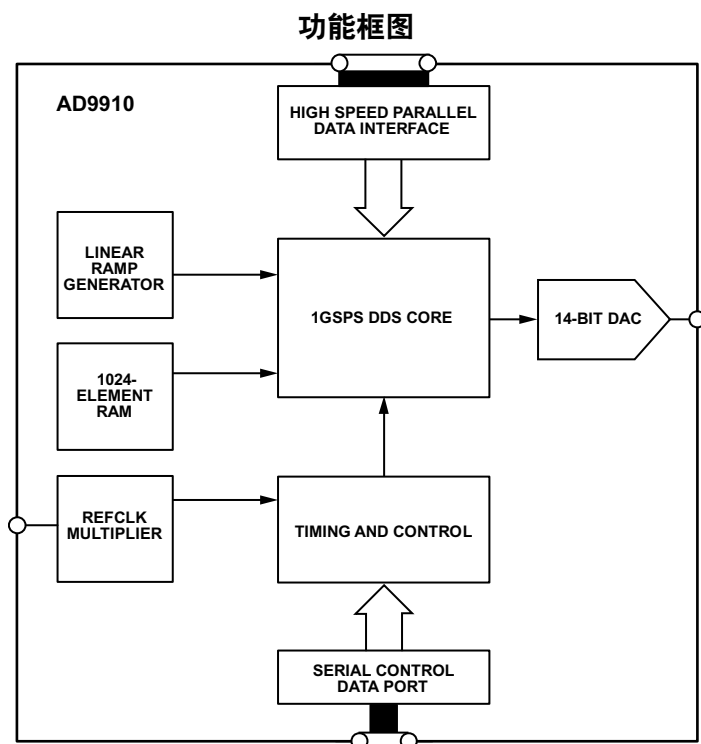 功能框图
AD9910
HIGH SPEED PARALLEL
DATA INTERFACE
LINEAR
RAMP
GENERATOR
1GSPS DDS CORE
14-BIT DAC
1024-
ELEMENT
RAM
REFCLK
MULTIPLIER
TIMING AND CONTROL
SERIAL CONTROL
DATA PORT